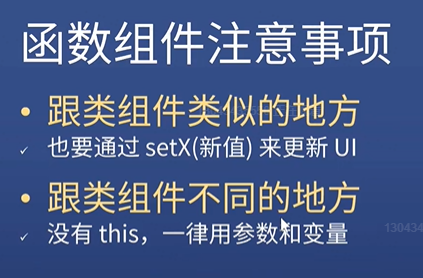 函数组件注意事项
• 跟类组件类似的地方
✓ 也要通过 setX(新值) 来更新 UI
• 跟类组件不同的地方
✓ 没有 this，一律用参数和变量
130434